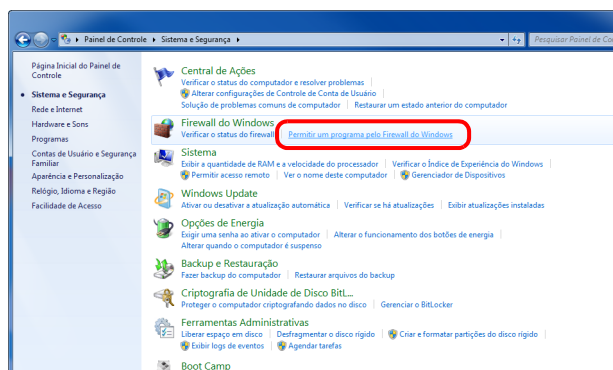 Painel de Controle ▸ Sistema e Segurança ▸
Pesquisar Painel de Co
Página Inicial do Painel de
Controle
Sistema e Segurança
Rede e Internet
Hardware e Sons
Programas
Contas de Usuário e Segurança
Familiar
Aparência e Personalização
Relógio, Idioma e Região
Facilidade de Acesso
Central de Ações
Verificar o status do computador e resolver problemas
Alterar configurações de Controle de Conta de Usuário
Solução de problemas comuns de computador | Restaurar um estado anterior do computador
Firewall do Windows
Verificar o status do firewall | Permitir um programa pelo Firewall do Windows
Sistema
Exibir a quantidade de RAM e a velocidade do processador | Verificar o Índice de Experiência do Windows
Permitir acesso remoto | Ver o nome deste computador | Gerenciador de Dispositivos
Windows Update
Ativar ou desativar a atualização automática | Verificar se há atualizações | Exibir atualizações instaladas
Opções de Energia
Exigir uma senha ao ativar o computador | Alterar o funcionamento dos botões de energia
Alterar quando o computador é suspenso
Backup e Restauração
Fazer backup do computador | Restaurar arquivos do backup
Criptografia de Unidade de Disco BitL...
Proteger o computador criptografando dados no disco | Gerenciar o BitLocker
Ferramentas Administrativas
Liberar espaço em disco | Desfragmentar o disco rígido | Criar e formatar partições do disco rígido
Exibir logs de eventos | Agendar tarefas
Boot Camp